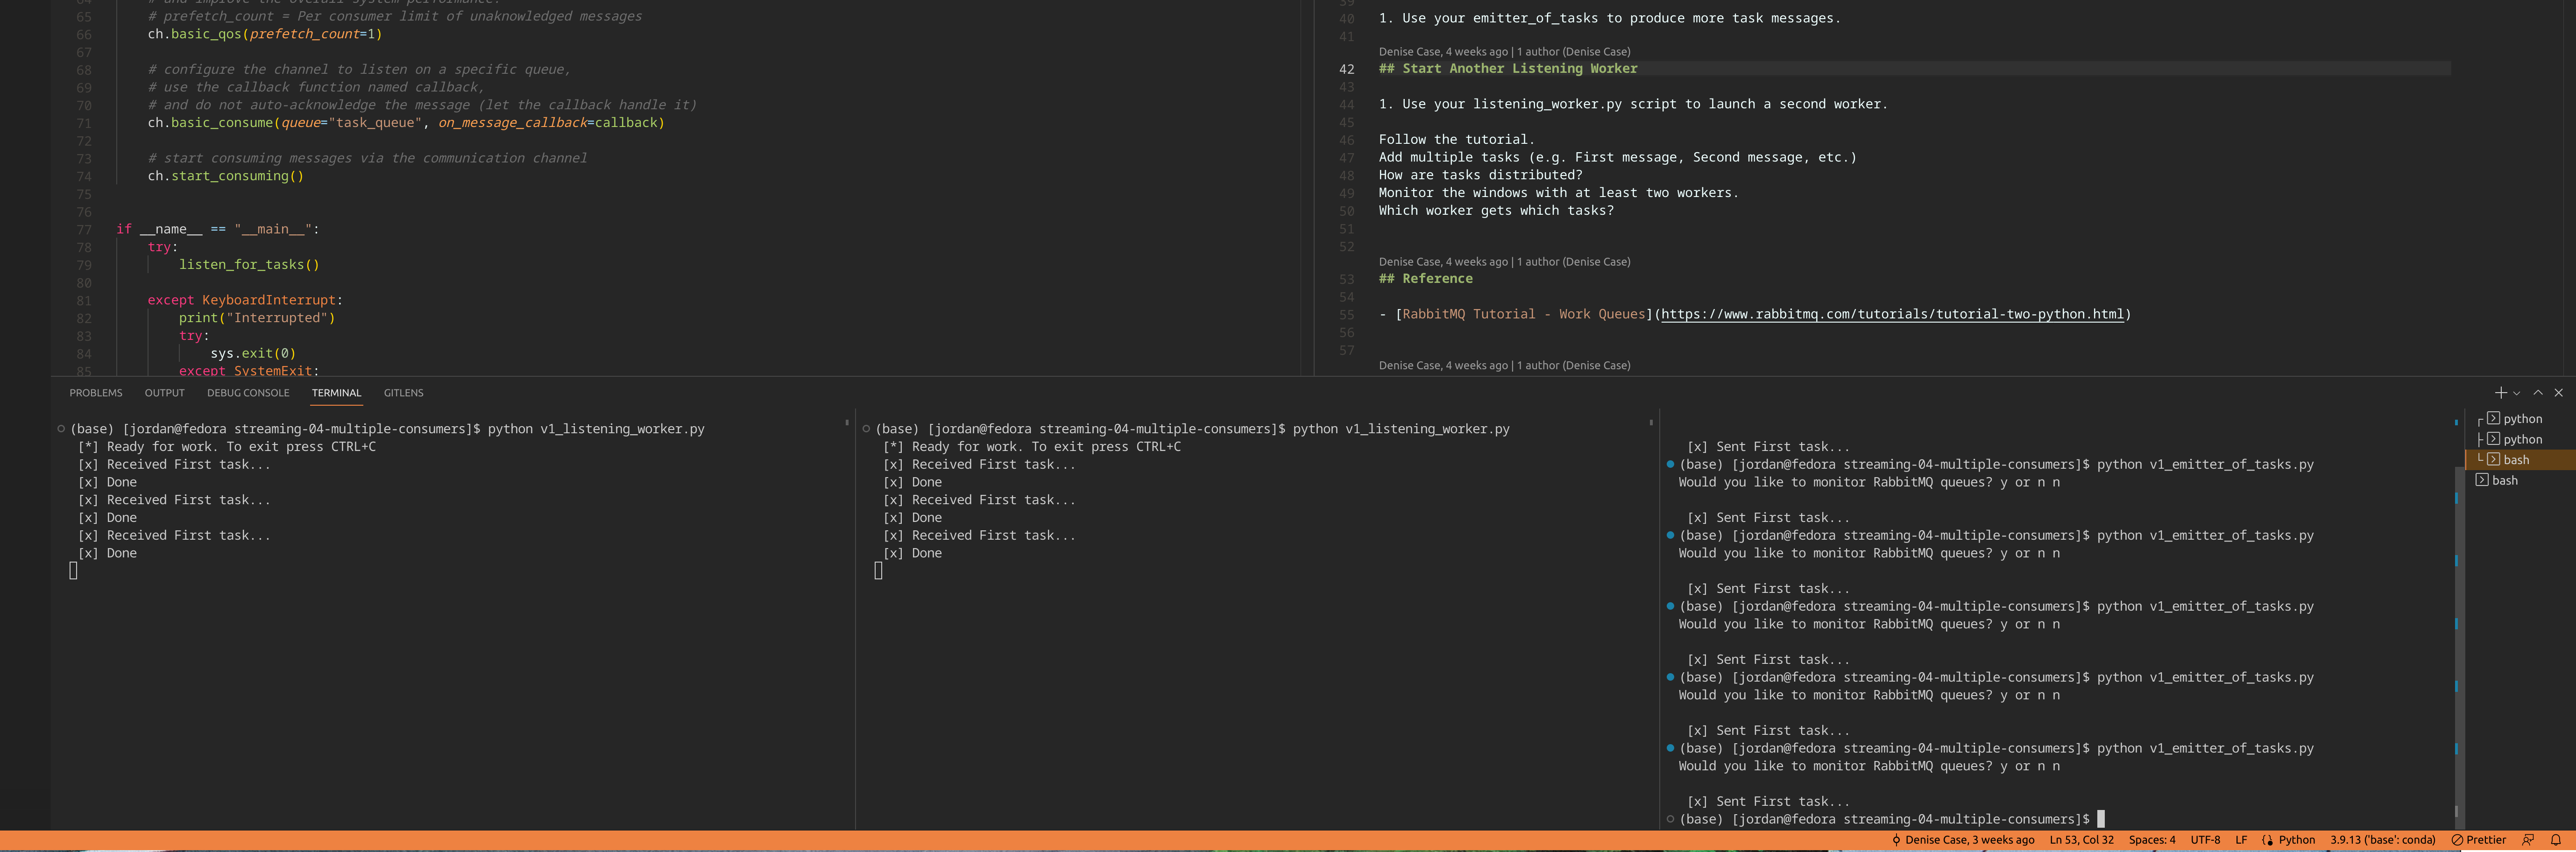 64 # and improve the overall system performance.
65 # prefetch_count = Per consumer limit of unaknowledged messages
66 ch.basic_qos(prefetch_count=1)
67
68 # configure the channel to listen on a specific queue,
69 # use the callback function named callback,
70 # and do not auto-acknowledge the message (let the callback handle it)
71 ch.basic_consume(queue="task_queue", on_message_callback=callback)
72
73 # start consuming messages via the communication channel
74 ch.start_consuming()
75
76
77 if __name__ == "__main__":
78 try:
79 listen_for_tasks()
80
81 except KeyboardInterrupt:
82 print("Interrupted")
83 try:
84 sys.exit(0)
85 except SystemExit:
39
40 1. Use your emitter_of_tasks to produce more task messages.
41
Denise Case, 4 weeks ago | 1 author (Denise Case)
42 ## Start Another Listening Worker
43
44 1. Use your listening_worker.py script to launch a second worker.
45
46 Follow the tutorial.
47 Add multiple tasks (e.g. First message, Second message, etc.)
48 How are tasks distributed?
49 Monitor the windows with at least two workers.
50 Which worker gets which tasks?
51
52
Denise Case, 4 weeks ago | 1 author (Denise Case)
53 ## Reference
54
55 - [RabbitMQ Tutorial - Work Queues](https://www.rabbitmq.com/tutorials/tutorial-two-python.html)
56
57
Denise Case, 4 weeks ago | 1 author (Denise Case)
PROBLEMS OUTPUT DEBUG CONSOLE TERMINAL GITLENS
(base) [jordan@fedora streaming-04-multiple-consumers]$ python v1_listening_worker.py
[*] Ready for work. To exit press CTRL+C
[x] Received First task...
[x] Done
[x] Received First task...
[x] Done
[x] Received First task...
[x] Done
(base) [jordan@fedora streaming-04-multiple-consumers]$ python v1_listening_worker.py
[*] Ready for work. To exit press CTRL+C
[x] Received First task...
[x] Done
[x] Received First task...
[x] Done
[x] Received First task...
[x] Done
[x] Sent First task...
(base) [jordan@fedora streaming-04-multiple-consumers]$ python v1_emitter_of_tasks.py
Would you like to monitor RabbitMQ queues? y or n n
[x] Sent First task...
(base) [jordan@fedora streaming-04-multiple-consumers]$ python v1_emitter_of_tasks.py
Would you like to monitor RabbitMQ queues? y or n n
[x] Sent First task...
(base) [jordan@fedora streaming-04-multiple-consumers]$ python v1_emitter_of_tasks.py
Would you like to monitor RabbitMQ queues? y or n n
[x] Sent First task...
(base) [jordan@fedora streaming-04-multiple-consumers]$ python v1_emitter_of_tasks.py
Would you like to monitor RabbitMQ queues? y or n n
[x] Sent First task...
(base) [jordan@fedora streaming-04-multiple-consumers]$ python v1_emitter_of_tasks.py
Would you like to monitor RabbitMQ queues? y or n n
[x] Sent First task...
(base) [jordan@fedora streaming-04-multiple-consumers]$
python
python
bash
bash
Denise Case, 3 weeks ago Ln 53, Col 32 Spaces: 4 UTF-8 LF Python 3.9.13 ('base': conda) Prettier